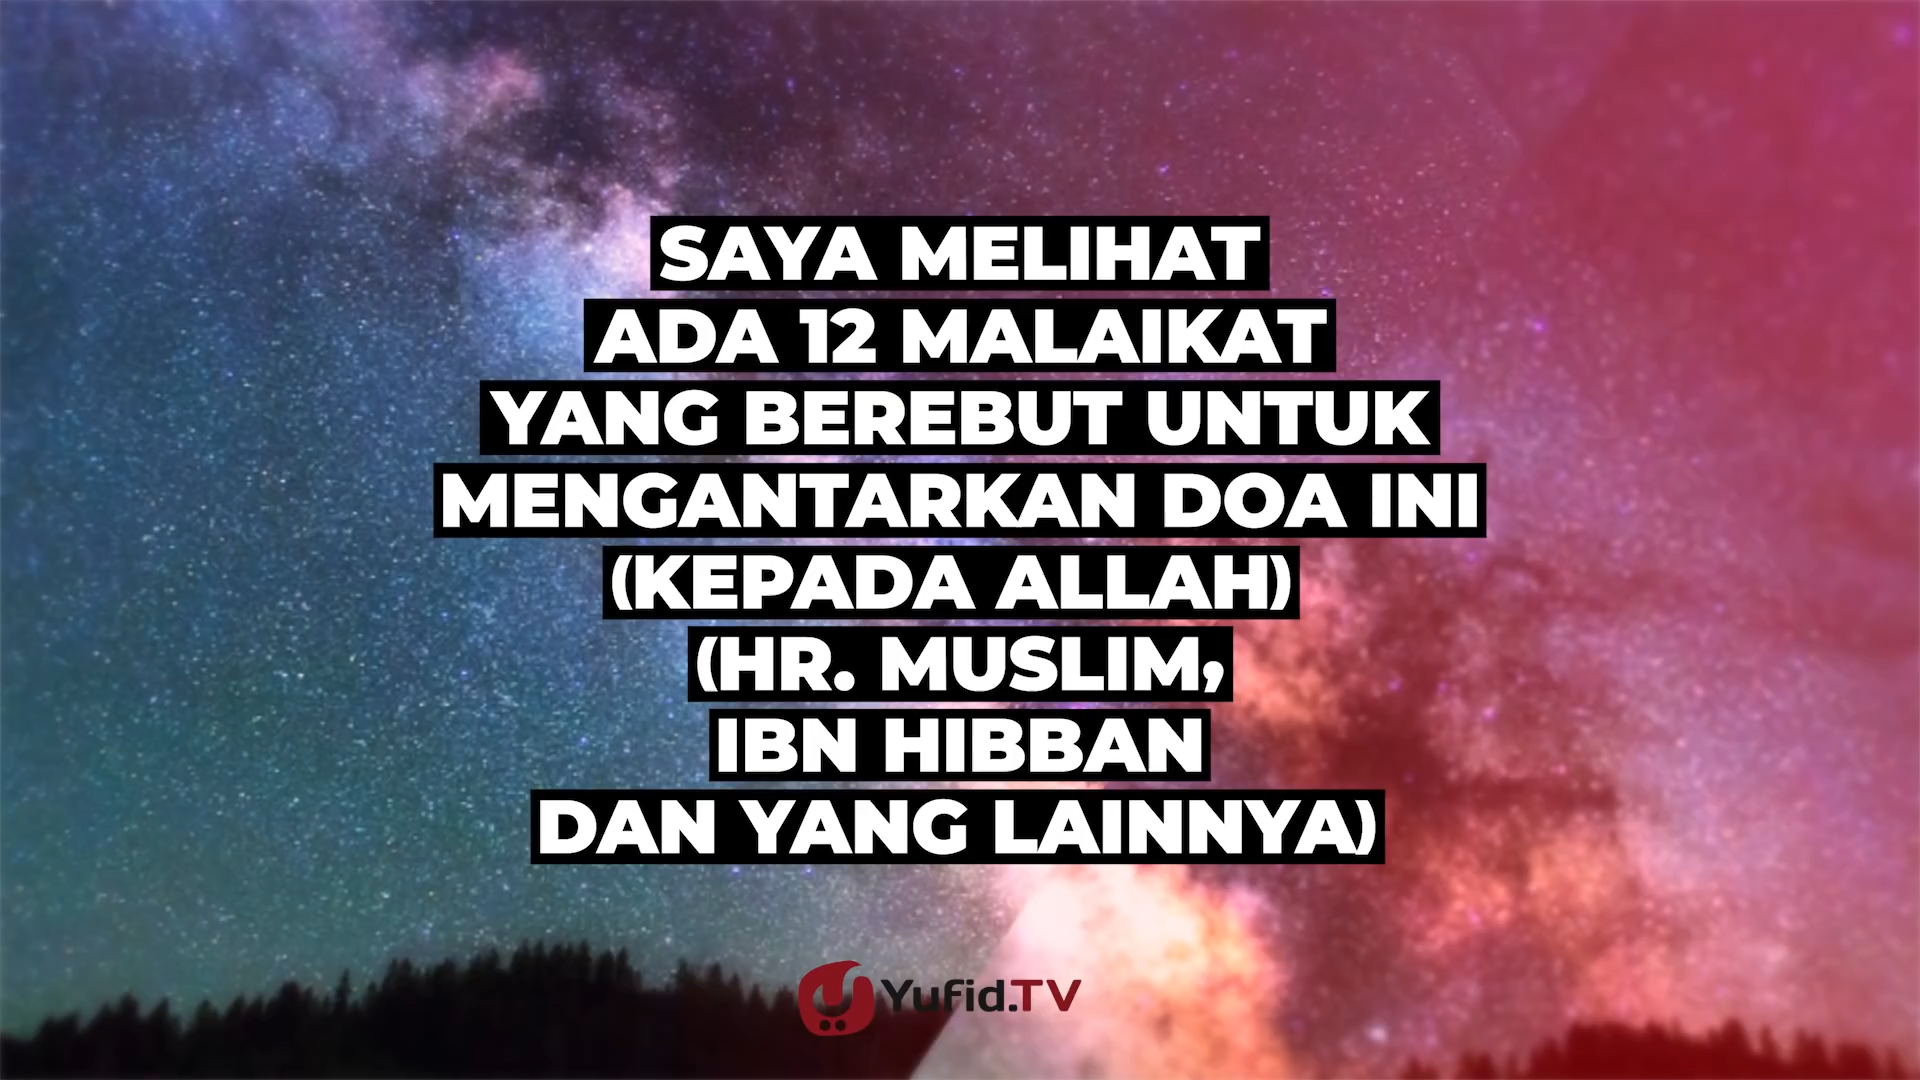 SAYA MELIHAT
ADA 12 MALAIKAT
YANG BEREBUT UNTUK
MENGANTARKAN DOA INI
(KEPADA ALLAH)
(HR. MUSLIM,
IBN HIBBAN
DAN YANG LAINNYA)
Yufid.TV